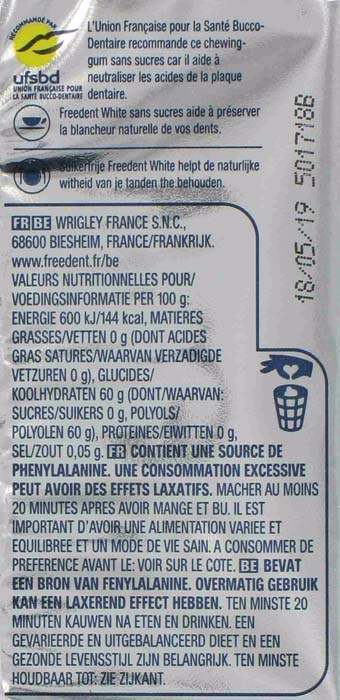 RECOMMANDÉ PAR
ufsbd
UNION FRANÇAISE POUR
LA SANTÉ BUCCO-DENTAIRE
L'Union Française pour la Santé Bucco-
Dentaire recommande ce chewing-
gum sans sucres car il aide à
neutraliser les acides de la plaque
dentaire.
Freedent White sans sucres aide à préserver
la blancheur naturelle de vos dents.
Suikerfrije Freedent White helpt de natuurlijke
witheid van je tanden the behouden.
18/05/19 501718B
FR BE WRIGLEY FRANCE S.N.C.,
68600 BIESHEIM, FRANCE/FRANKRIJK.
www.freedent.fr/be
VALEURS NUTRITIONNELLES POUR/
VOEDINGSINFORMATIE PER 100 g:
ENERGIE 600 kJ/144 kcal, MATIERES
GRASSES/VETTEN 0 g (DONT ACIDES
GRAS SATURES/WAARVAN VERZADIGDE
VETZUREN 0 g), GLUCIDES/
KOOLHYDRATEN 60 g (DONT/WAARVAN:
SUCRES/SUIKERS 0 g, POLYOLS/
POLYOLEN 60 g), PROTEINES/EIWITTEN 0 g,
SEL/ZOUT 0,05 g. FR CONTIENT UNE SOURCE DE
PHENYLALANINE. UNE CONSOMMATION EXCESSIVE
PEUT AVOIR DES EFFETS LAXATIFS. MACHER AU MOINS
20 MINUTES APRES AVOIR MANGE ET BU. IL EST
IMPORTANT D'AVOIR UNE ALIMENTATION VARIEE ET
EQUILIBREE ET UN MODE DE VIE SAIN. A CONSOMMER DE
PREFERENCE AVANT LE: VOIR SUR LE COTE. BE BEVAT
EEN BRON VAN FENYLALANINE. OVERMATIG GEBRUIK
KAN EEN LAXEREND EFFECT HEBBEN. TEN MINSTE 20
MINUTEN KAUWEN NA ETEN EN DRINKEN. EEN
GEVARIEERDE EN UITGEBALANCEERD DIEET EN EEN
GEZONDE LEVENSSTIJL ZIJN BELANGRIJK. TEN MINSTE
HOUDBAAR TOT: ZIE ZIJKANT.